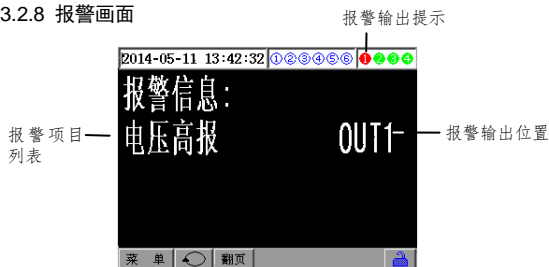 3.2.8 报警画面
报警输出提示
2014-05-11 13:42:32 ①②③④⑤⑥ ❶❷❸❹
报警信息:
报警项目
列表
电压高报 OUT1-
报警输出位置
菜 单 翻页